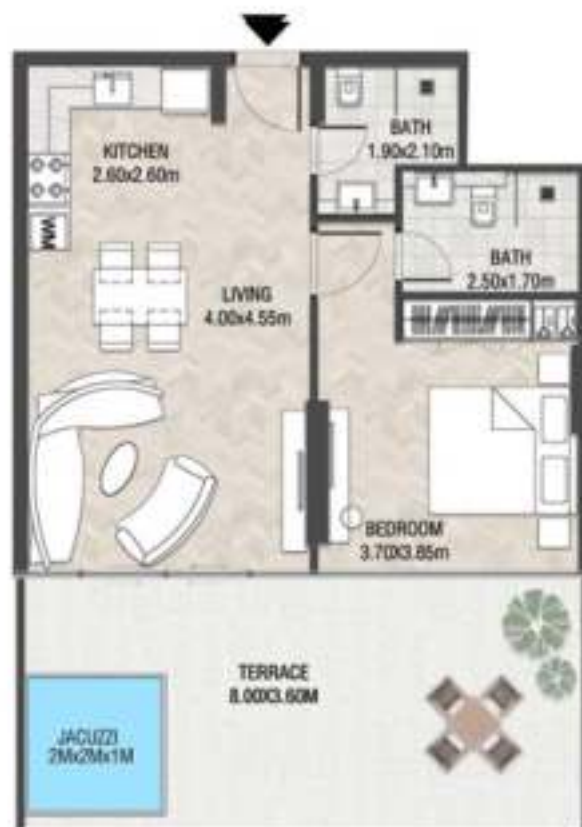 BATH
1.90x2.10m
KITCHEN
2.60x2.60m
WM
BATH
2.50x1.70m
LIVING
4.00x4.55m
BEDROOM
3.70X3.85m
TERRACE
8.00X3.60M
JACUZZI
2Mx2Mx1M